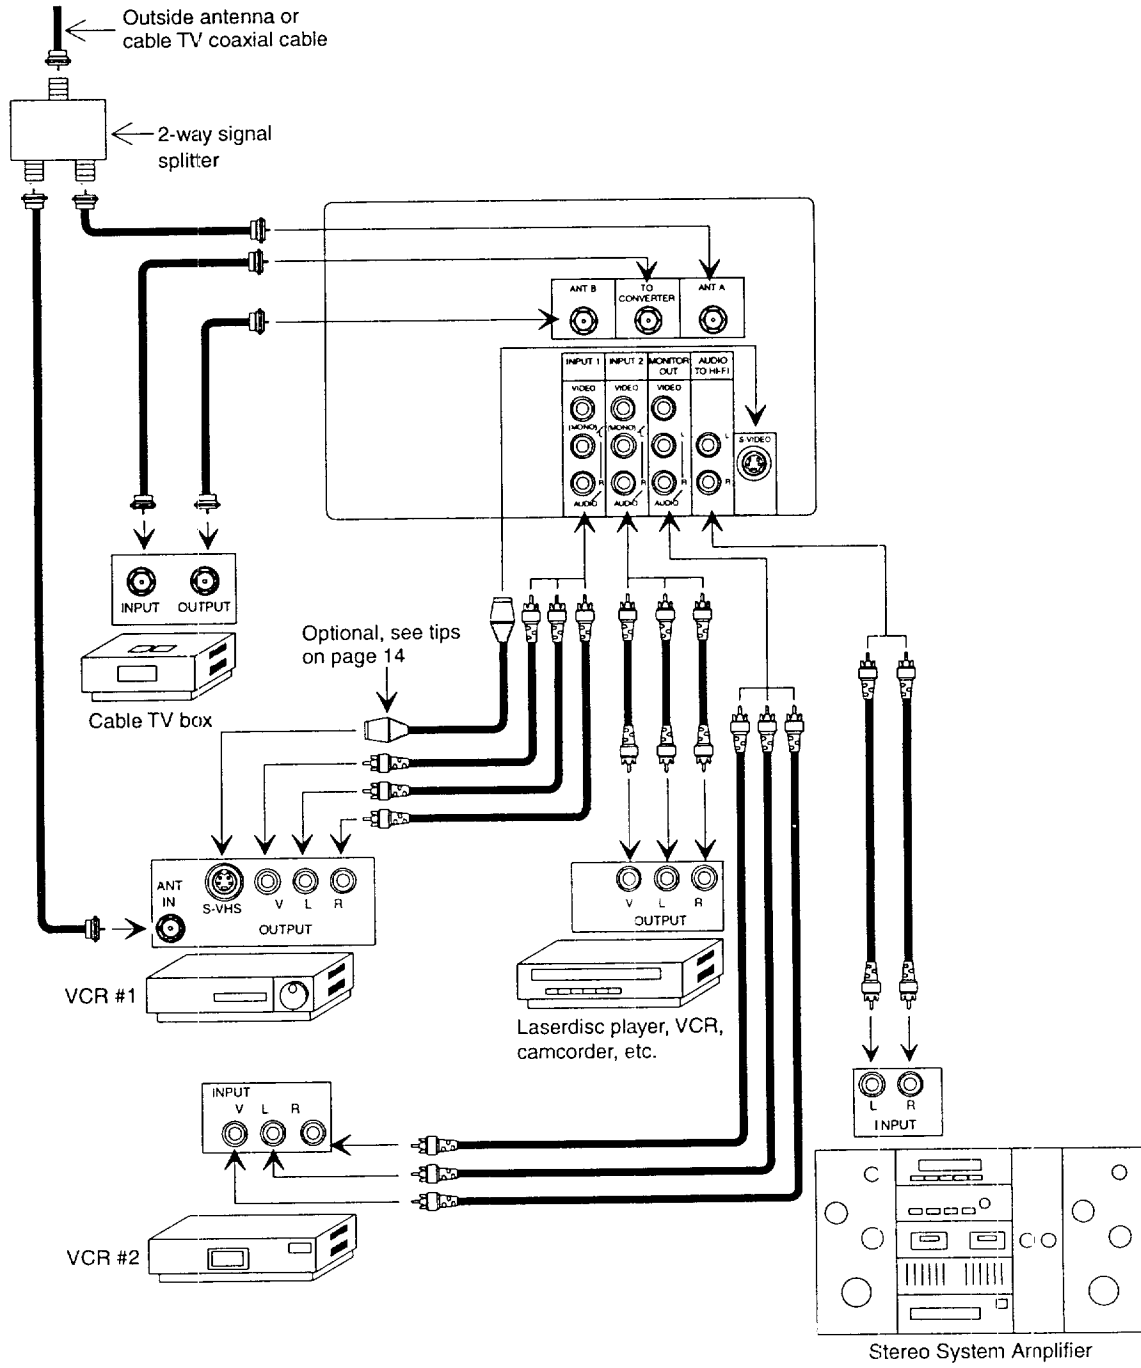 Outside antenna or
cable TV coaxial cable
2-way signal
splitter
ANT B
TO
CONVERTER
ANT A
INPUT 1
INPUT 2
MONITOR
OUT
AUDIO
TO HI-FI
VIDEO
VIDEO
VIDEO
(MONO)
(MONO)
L
L
L
L
S-VIDEO
R
R
R
R
AUDIO
AUDIO
AUDIO
INPUT
OUTPUT
Cable TV box
Optional, see tips
on page 14
ANT
IN
S-VHS
V
L
R
OUTPUT
VCR #1
V
L
R
OUTPUT
Laserdisc player, VCR,
camcorder, etc.
INPUT
V
L
R
VCR #2
L
R
INPUT
Stereo System Amplifier